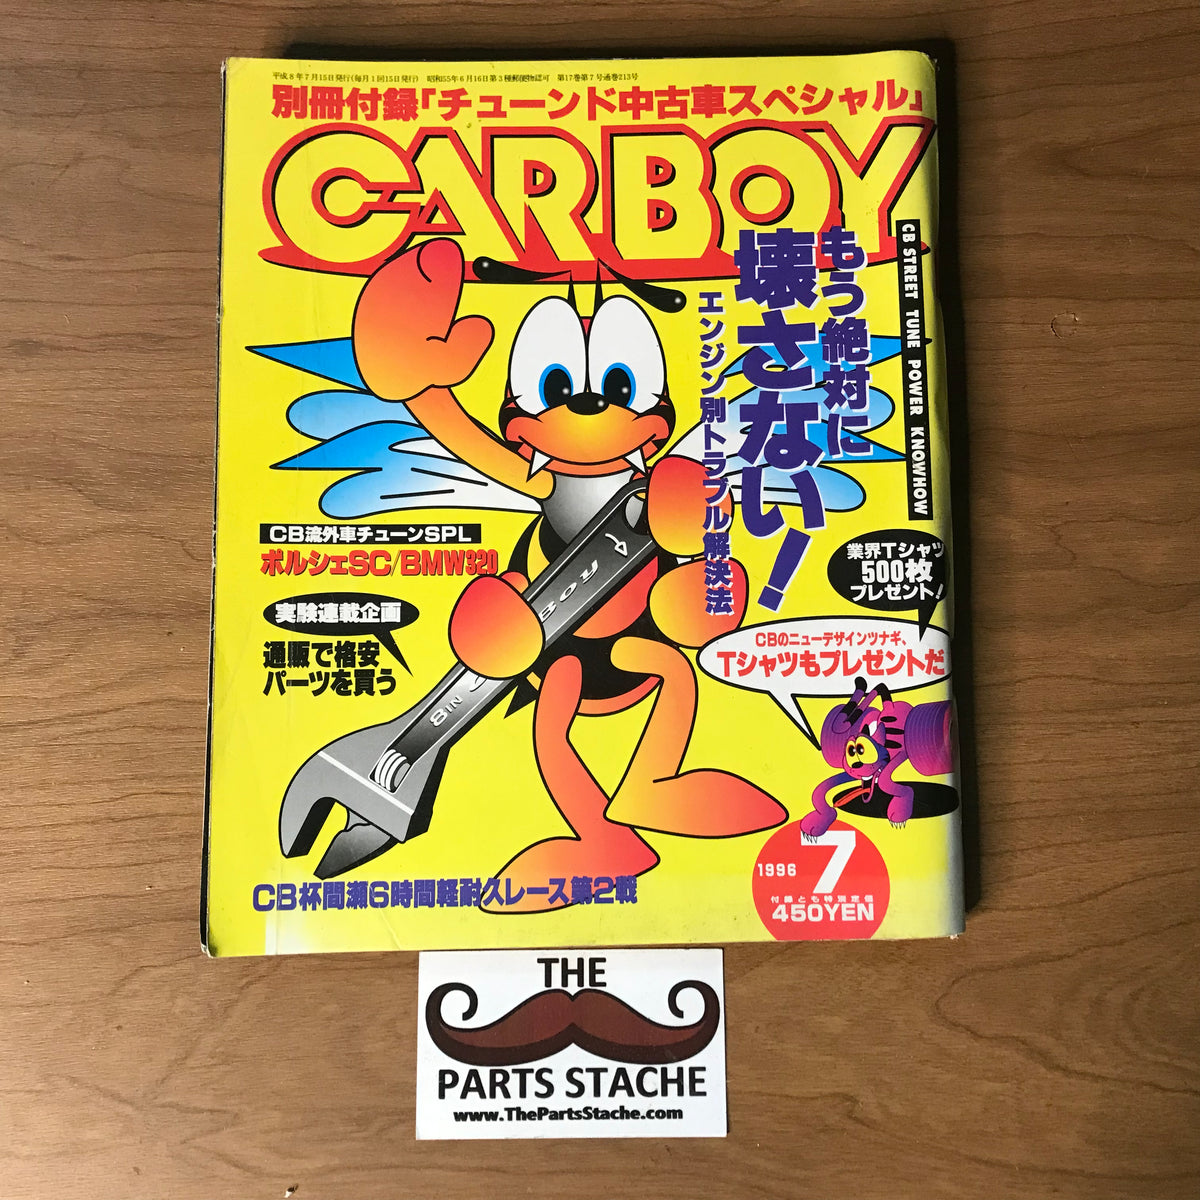 平成8年7月15日発行(毎月1回15日発行) 昭和55年6月16日第3種郵便物認可 第17巻第7号通巻213号
別冊付録「チューンド中古車スペシャル」
CARBOY
CB STREET TUNE POWER KNOWHOW
もう絶対に
壊さない!
エンジン別トラブル解決法
CB流外車チューンSPL
ポルシェSC/BMW320
実験連載企画
通販で格安
パーツを買う
業界Tシャツ
500枚
プレゼント!
CBのニューデザインツナギ、
Tシャツもプレゼントだ
BOY
8IN
CB杯間瀬6時間軽耐久レース第2戦
1996
7
付録とも特別定価
450YEN
THE
PARTS STACHE
www.ThePartsStache.com